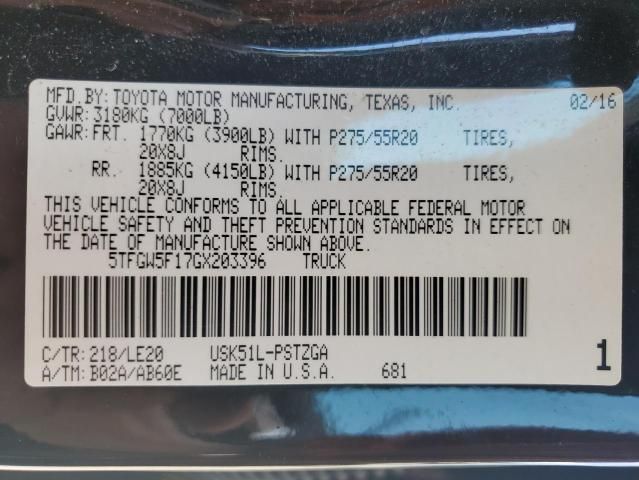 MFD.BY:TOYOTA MOTOR MANUFACTURING, TEXAS, INC. 02/16
GVWR:3180KG (7000LB)
GAWR:FRT. 1770KG (3900LB) WITH P275/55R20 TIRES,
20X8J RIMS.
RR. 1885KG (4150LB) WITH P275/55R20 TIRES,
20X8J RIMS.
THIS VEHICLE CONFORMS TO ALL APPLICABLE FEDERAL MOTOR
VEHICLE SAFETY AND THEFT PREVENTION STANDARDS IN EFFECT ON
THE DATE OF MANUFACTURE SHOWN ABOVE.
5TFGW5F17GX203396 TRUCK
C/TR:218/LE20 USK51L-PSTZGA
A/TM:B02A/AB60E MADE IN U.S.A. 681
1